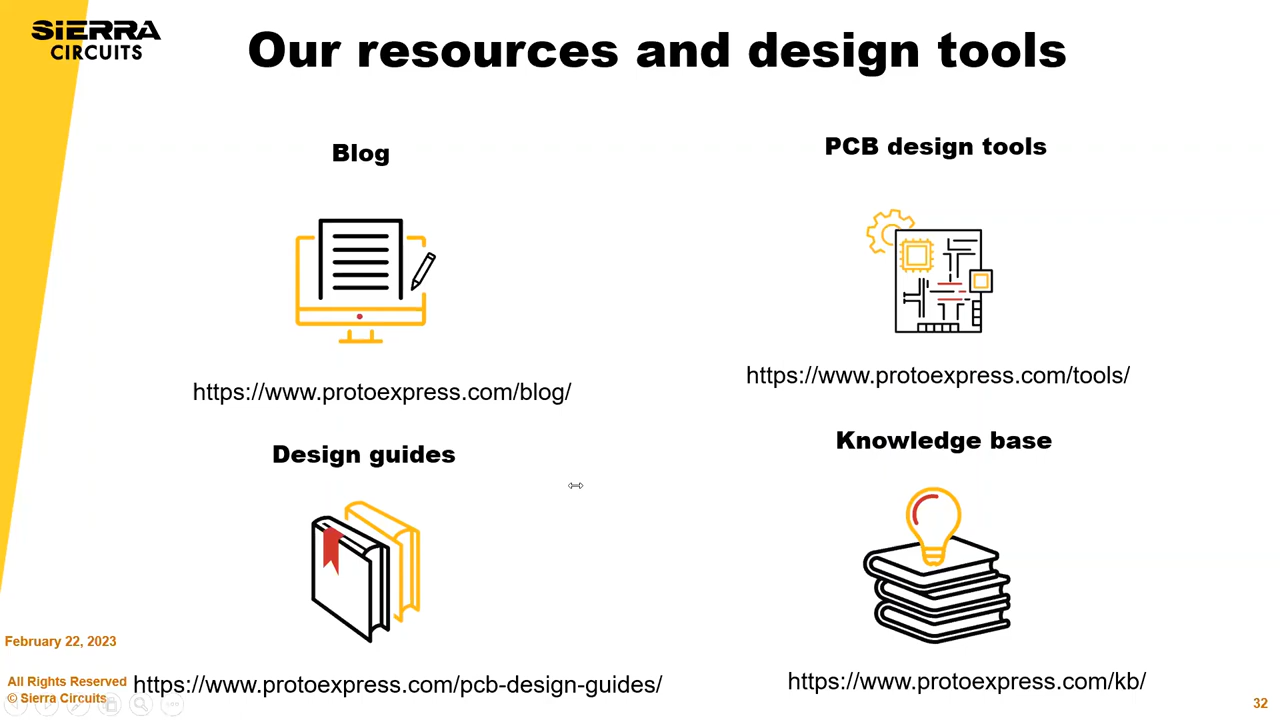 SIERRA
CIRCUITS
Our resources and design tools
Blog
PCB design tools
https://www.protoexpress.com/blog/
https://www.protoexpress.com/tools/
Design guides
Knowledge base
February 22, 2023
All Rights Reserved
© Sierra Circuits
https://www.protoexpress.com/pcb-design-guides/
https://www.protoexpress.com/kb/
32